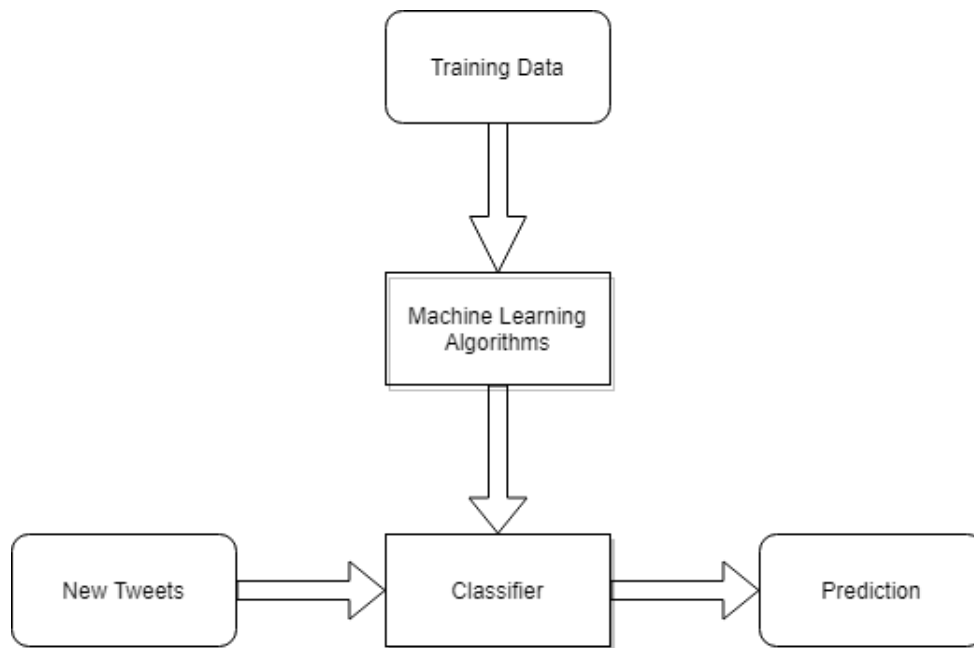 Training Data
Machine Learning
Algorithms
New Tweets
Classifier
Prediction